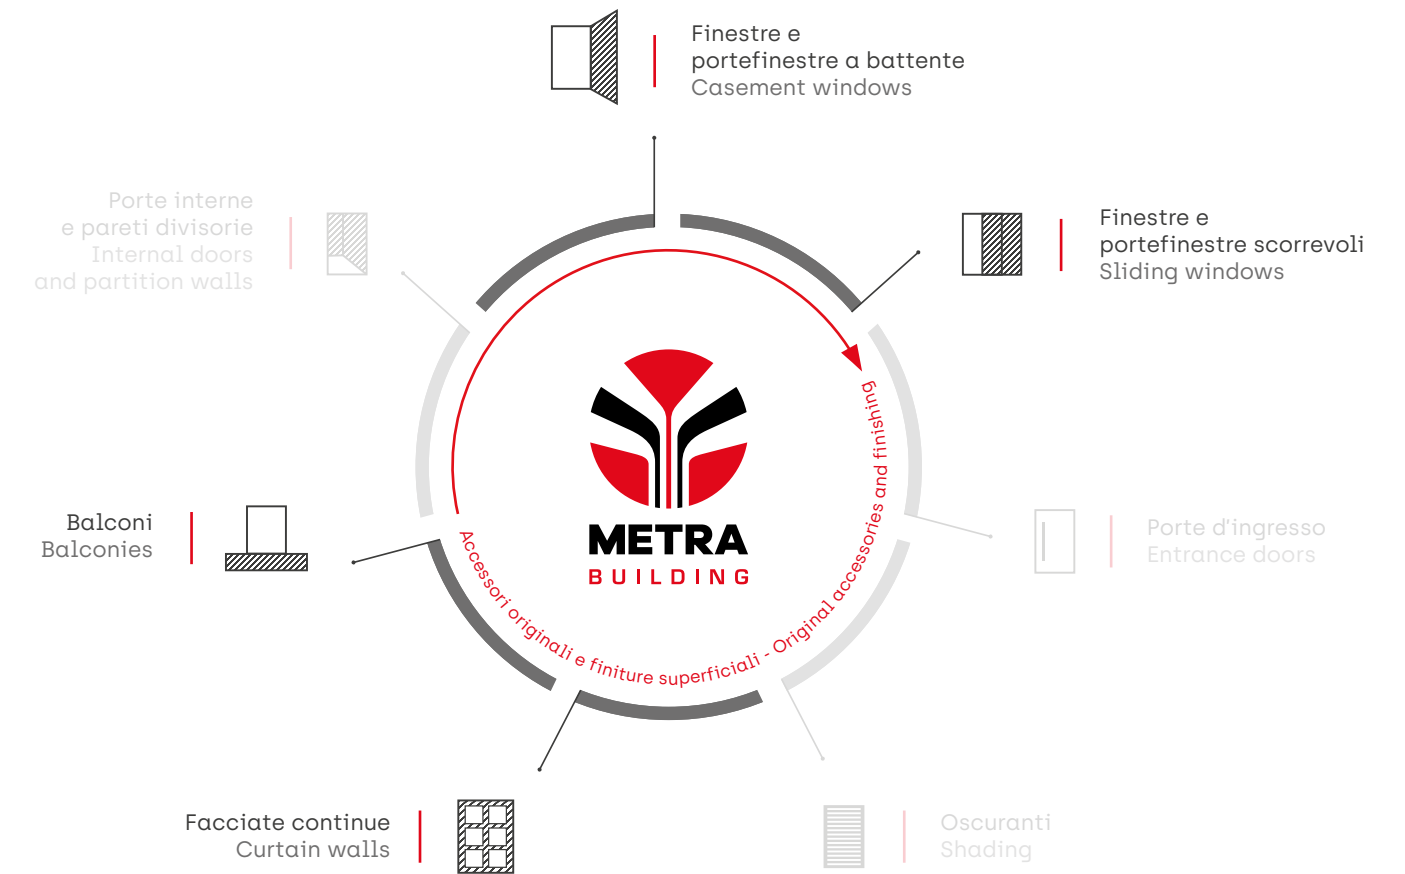 Finestre e
portefinestre a battente
Casement windows
Porte interne
e pareti divisorie
Internal doors
and partition walls
Finestre e
portefinestre scorrevoli
Sliding windows
METRA
BUILDING
Accessori originali e finiture superficiali - Original accessories and finishing
Balconi
Balconies
Porte d'ingresso
Entrance doors
Facciate continue
Curtain walls
Oscuranti
Shading